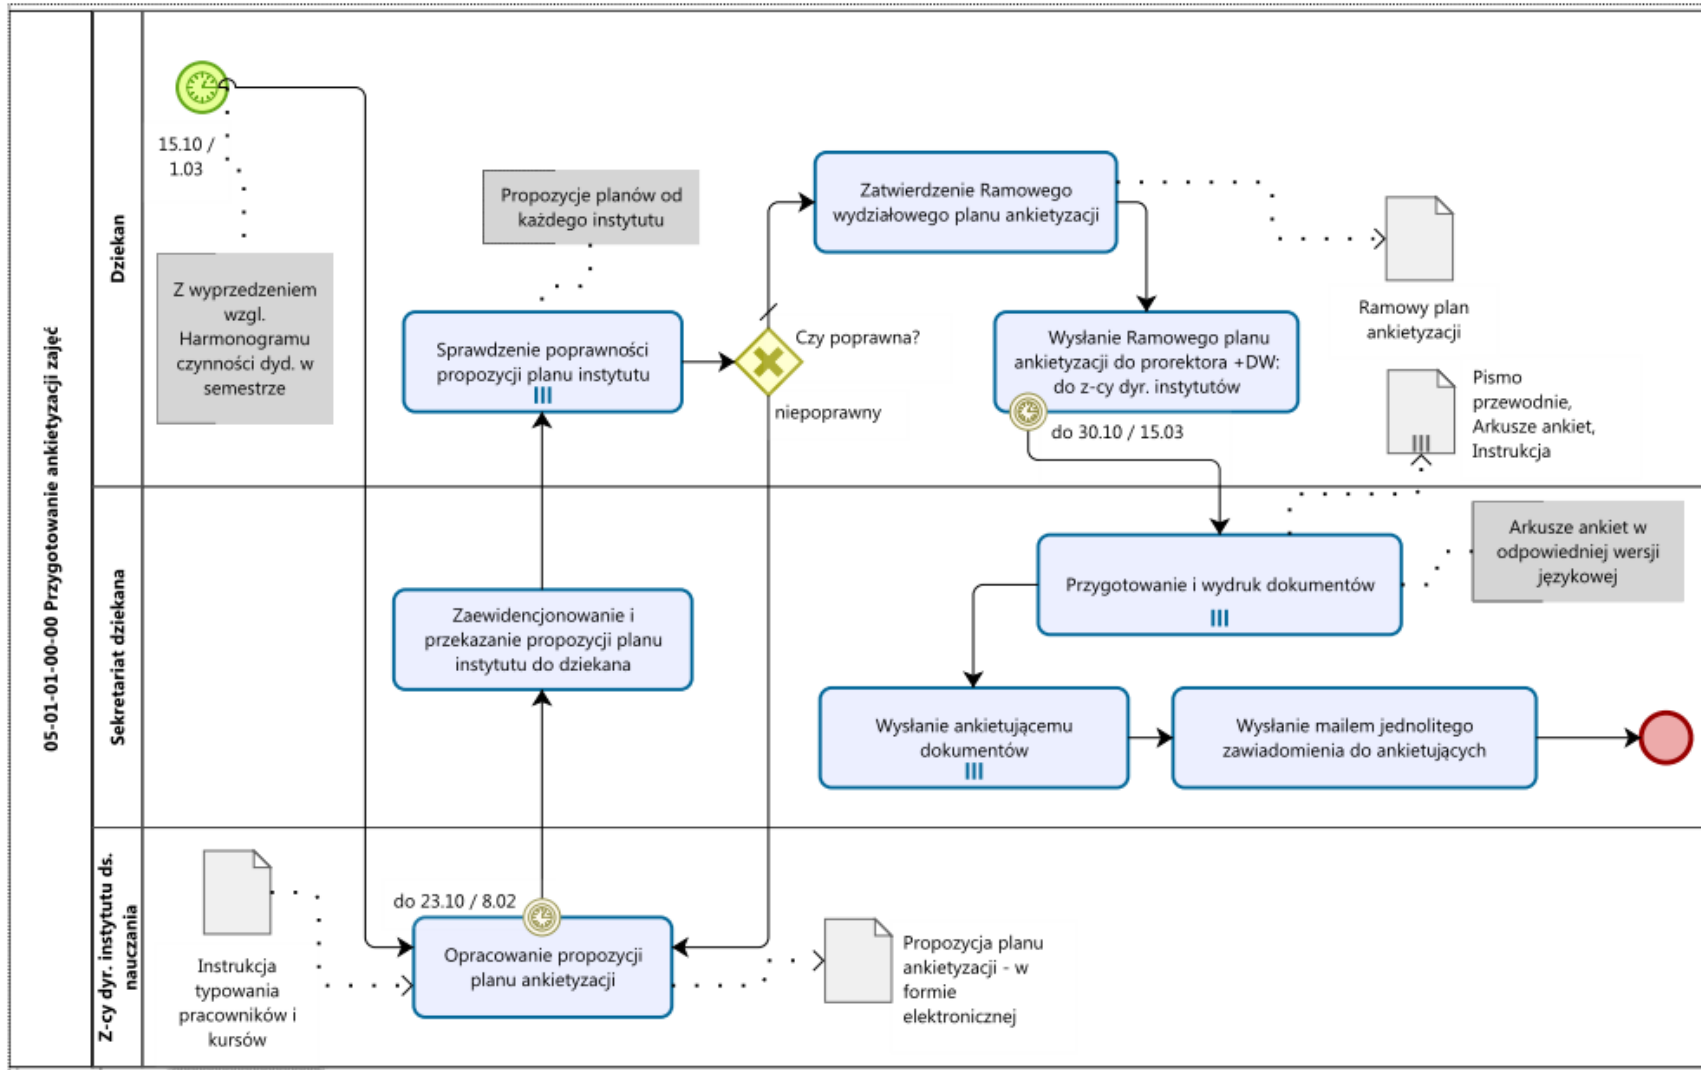 05-01-01-00-00 Przygotowanie ankietyzacji zajęć
Dziekan
15.10 /
1.03
Z wyprzedzeniem
wzgl.
Harmonogramu
czynności dyd. w
semestrze
Propozycje planów od
każdego instytutu
Sprawdzenie poprawności
propozycji planu instytutu
Czy poprawna?
niepoprawny
Zatwierdzenie Ramowego
wydziałowego planu ankietyzacji
Wysłanie Ramowego planu
ankietyzacji do prorektora +DW:
do z-cy dyr. instytutów
do 30.10 / 15.03
Ramowy plan
ankietyzacji
Pismo
przewodnie,
Arkusze ankiet,
Instrukcja
Sekretariat dziekana
Zaewidencjonowanie i
przekazanie propozycji planu
instytutu do dziekana
Przygotowanie i wydruk dokumentów
Arkusze ankiet w
odpowiedniej wersji
językowej
Wysłanie ankietującemu
dokumentów
Wysłanie mailem jednolitego
zawiadomienia do ankietujących
Z-cy dyr. instytutu ds.
nauczania
Instrukcja
typowania
pracowników i
kursów
do 23.10 / 8.02
Opracowanie propozycji
planu ankietyzacji
Propozycja planu
ankietyzacji - w
formie
elektronicznej